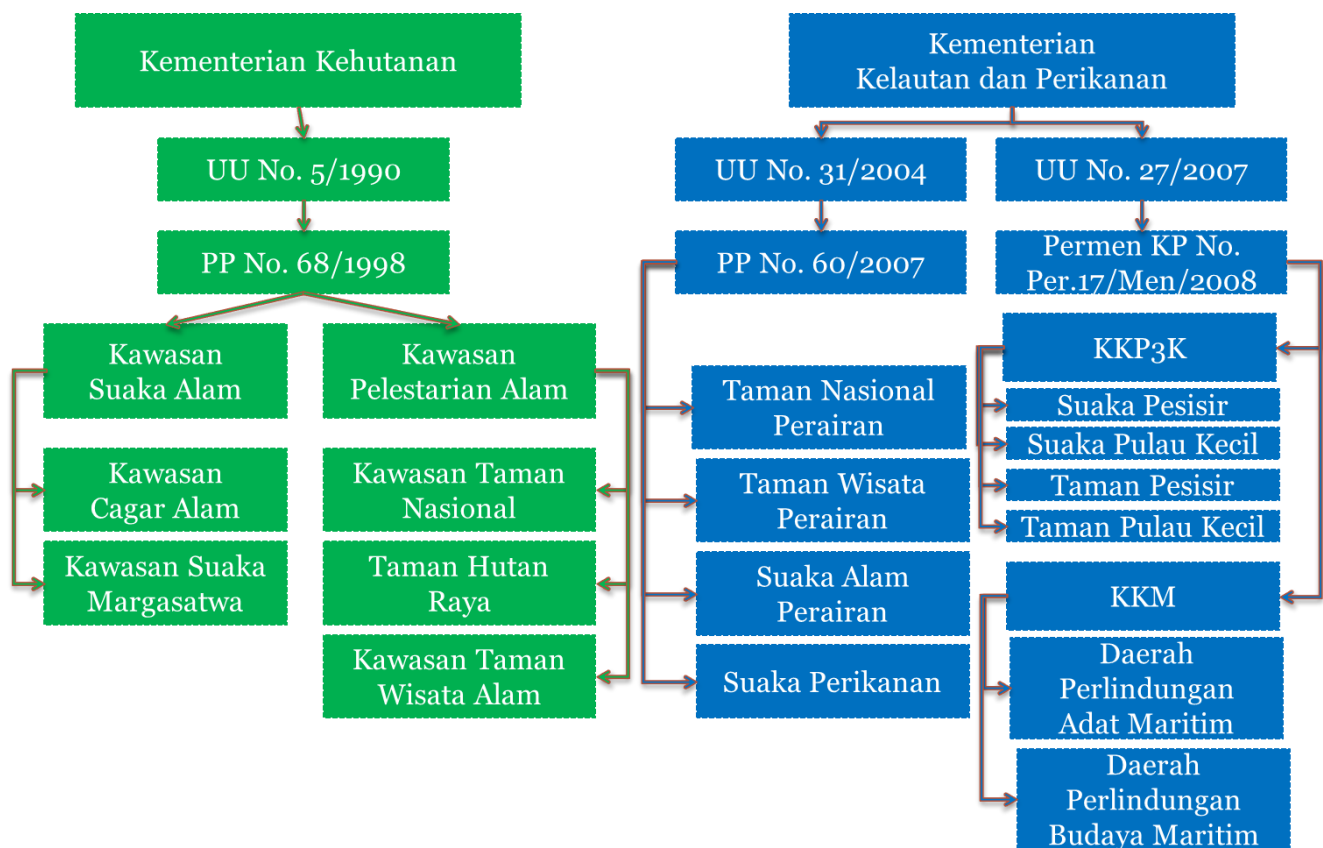 Kementerian Kehutanan
UU No. 5/1990
PP No. 68/1998
Kawasan
Suaka Alam
Kawasan
Cagar Alam
Kawasan Suaka
Margasatwa
Kawasan
Pelestarian Alam
Kawasan Taman
Nasional
Taman Hutan
Raya
Kawasan Taman
Wisata Alam
Kementerian
Kelautan dan Perikanan
UU No. 31/2004
PP No. 60/2007
Taman Nasional
Perairan
Taman Wisata
Perairan
Suaka Alam
Perairan
Suaka Perikanan
UU No. 27/2007
Permen KP No.
Per.17/Men/2008
KKP3K
Suaka Pesisir
Suaka Pulau Kecil
Taman Pesisir
Taman Pulau Kecil
KKM
Daerah
Perlindungan
Adat Maritim
Daerah
Perlindungan
Budaya Maritim